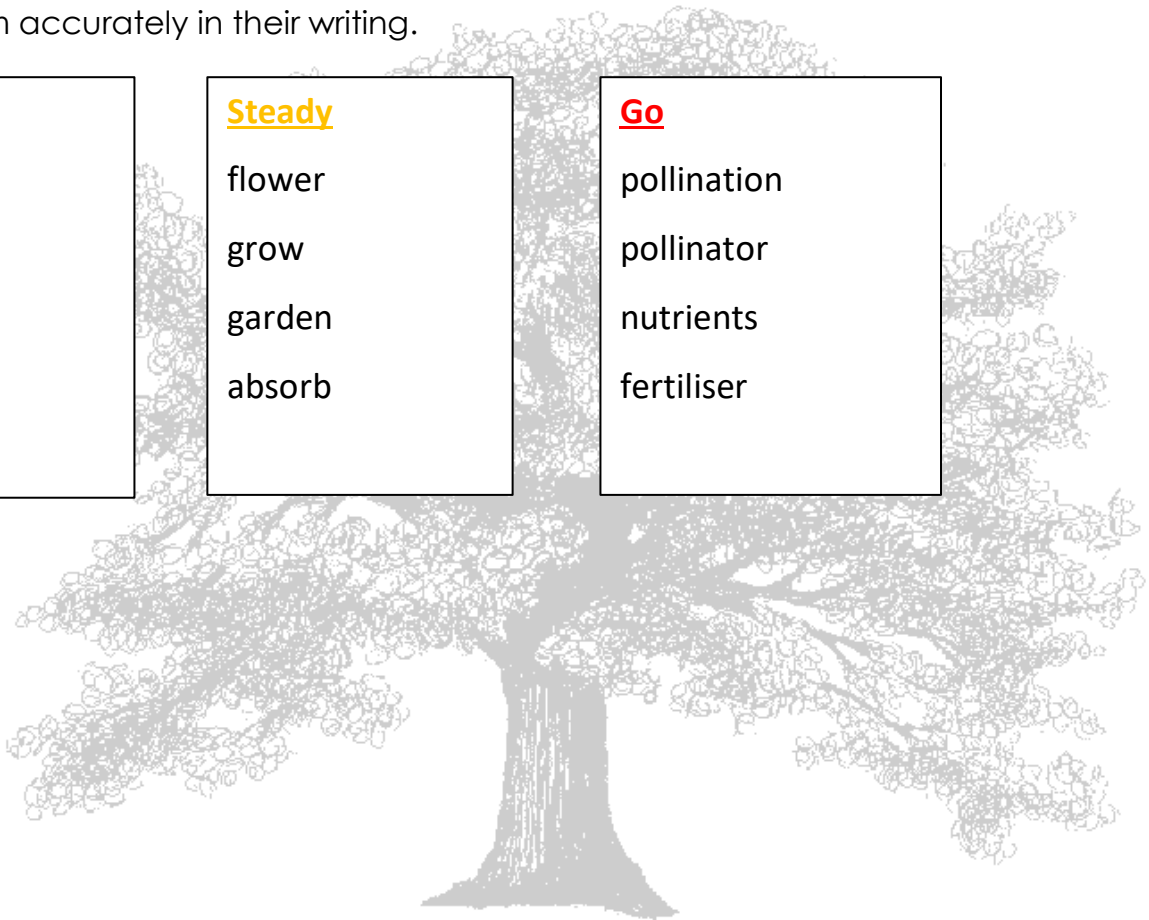 accurately in their writing.
Steady
flower
grow
garden
absorb
Go
pollination
pollinator
nutrients
fertiliser